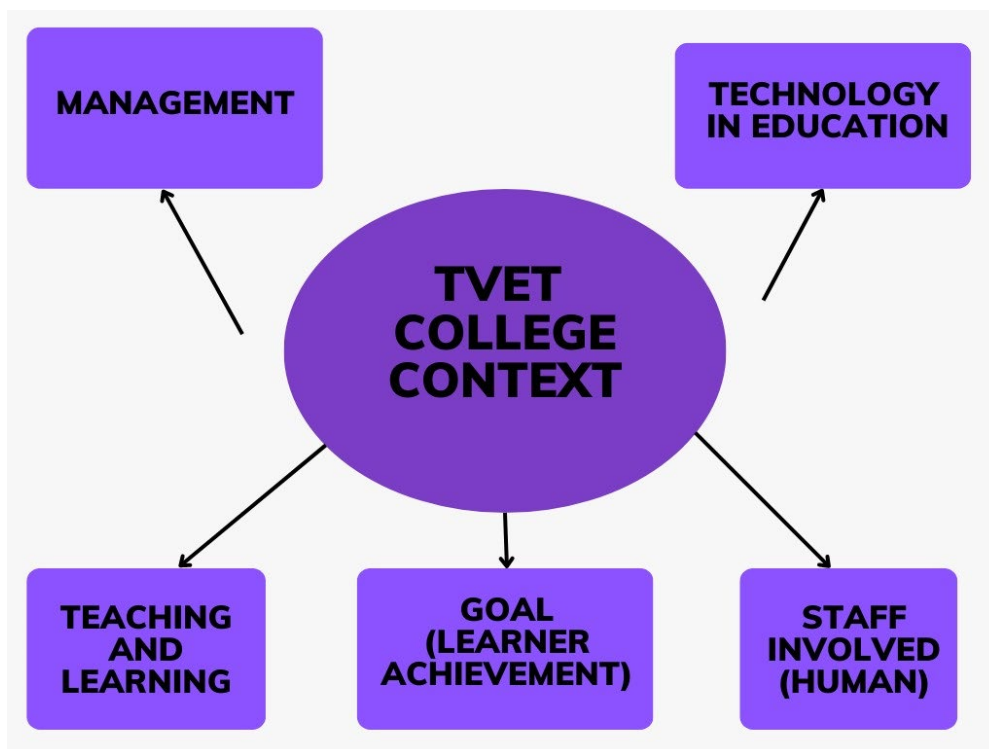 MANAGEMENT
TECHNOLOGY
IN EDUCATION
TVET
COLLEGE
CONTEXT
TEACHING
AND
LEARNING
GOAL
(LEARNER
ACHIEVEMENT)
STAFF
INVOLVED
(HUMAN)